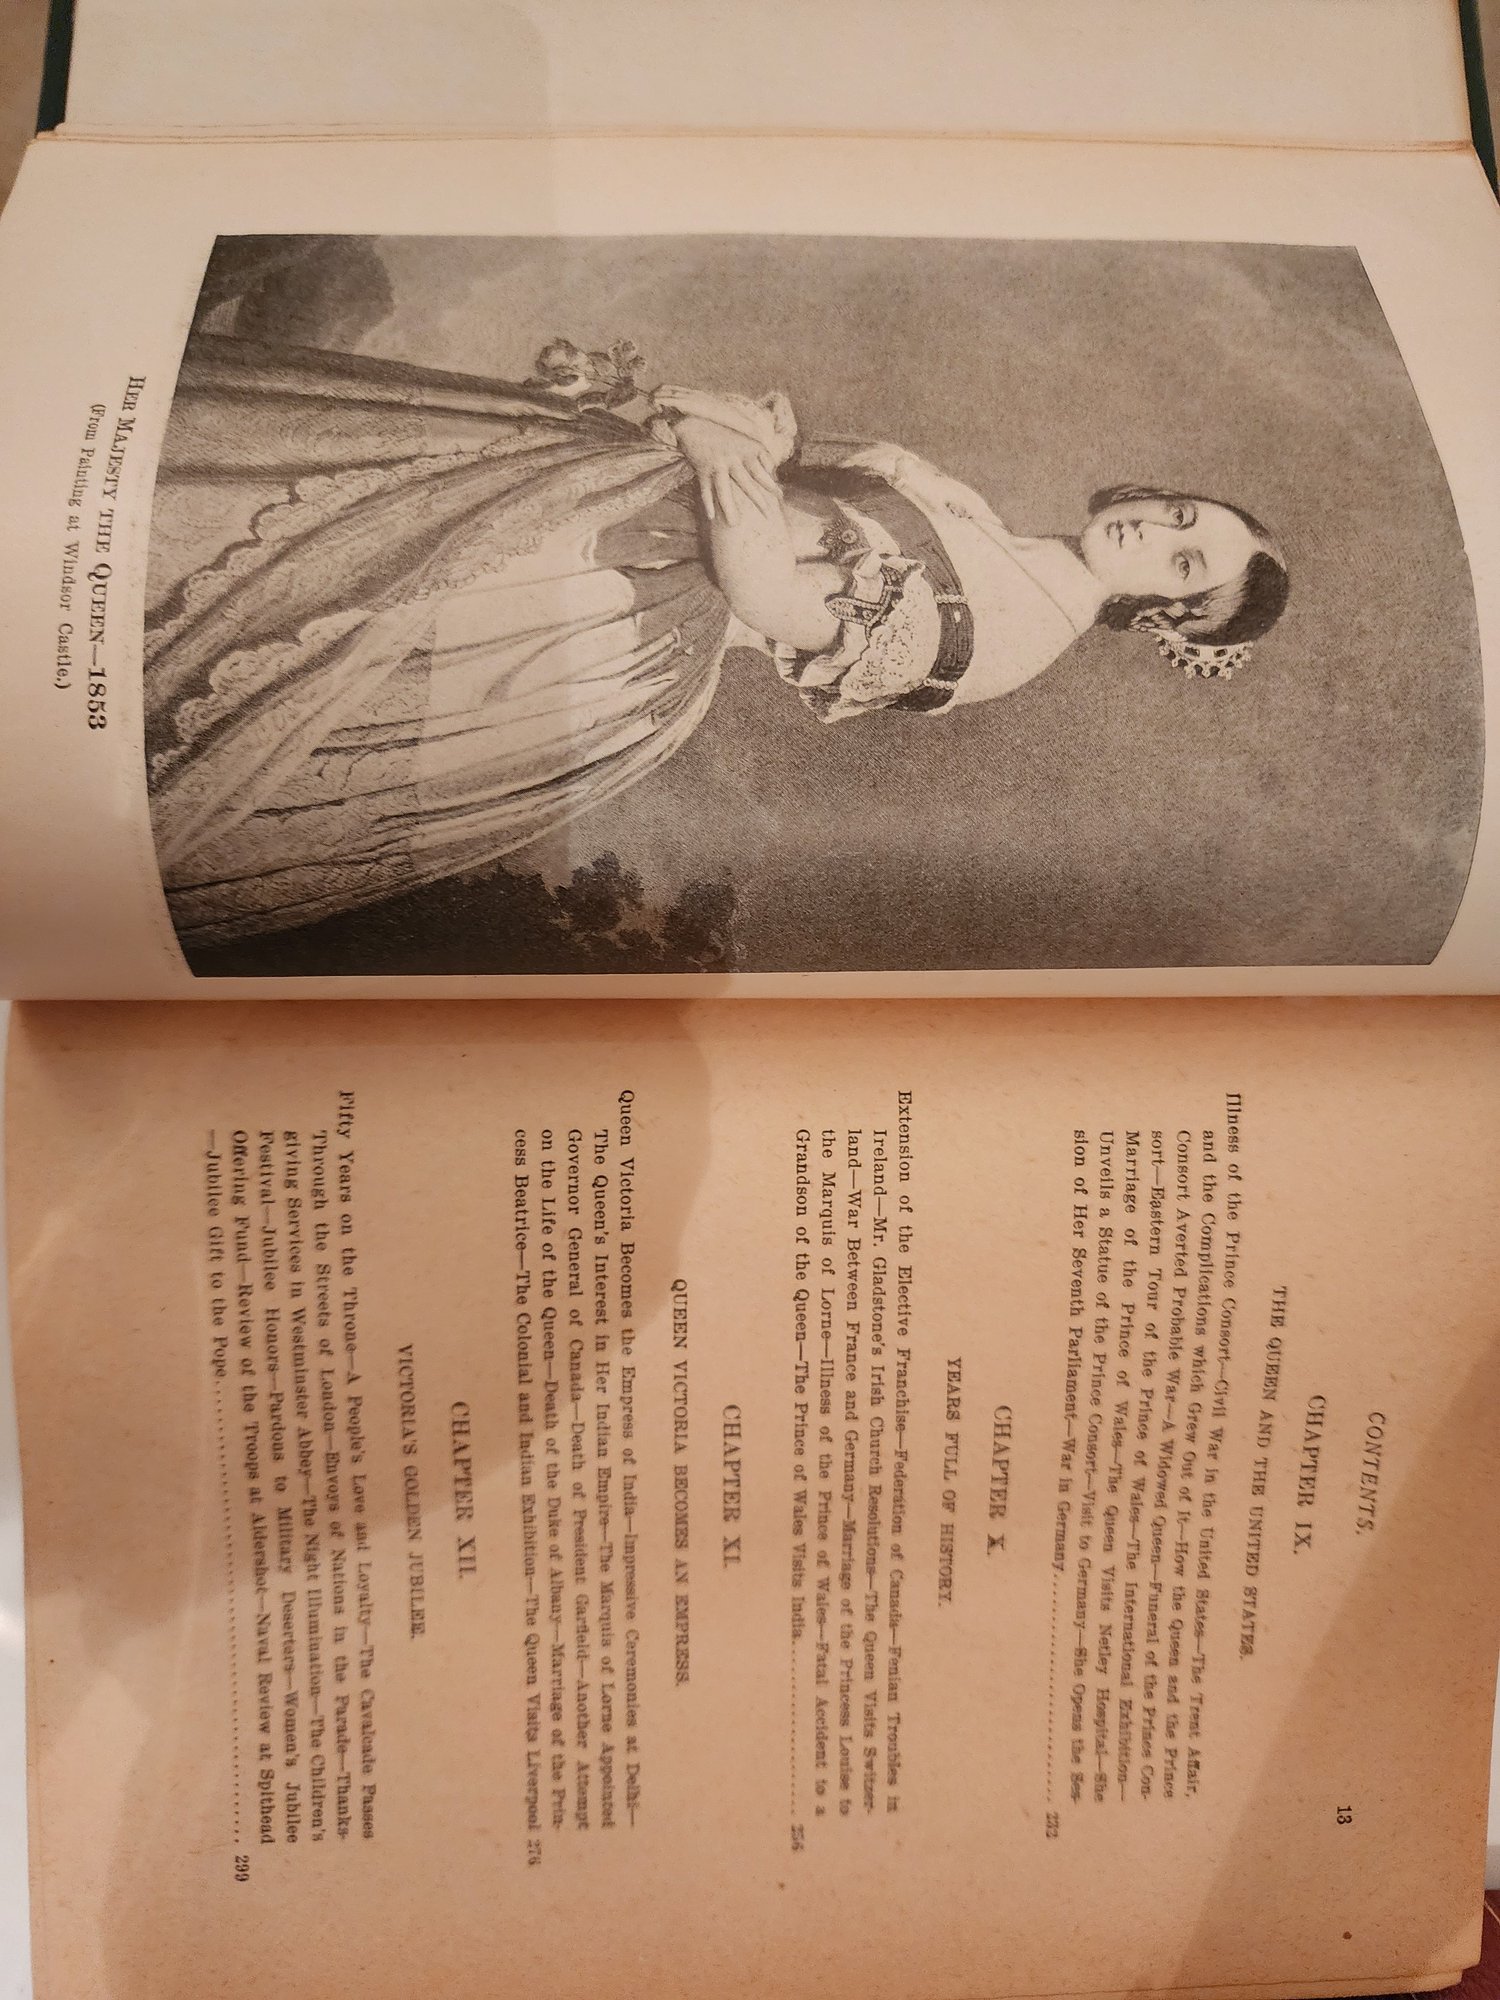 HER MAJESTY THE QUEEN—1853
(From Painting at Windsor Castle.)
CONTENTS. 13
CHAPTER IX.
THE QUEEN AND THE UNITED STATES.
Illness of the Prince Consort—Civil War in the United States—The Trent Affair,
and the Complications which Grew Out of It—How the Queen and the Prince
Consort Averted Probable War—A Widowed Queen—Funeral of the Prince Con-
sort—Eastern Tour of the Prince of Wales—The International Exhibition—
Marriage of the Prince of Wales—The Queen Visits Netley Hospital—She
Unveils a Statue of the Prince Consort—Visit to Germany—She Opens the Ses-
sion of Her Seventh Parliament—War in Germany.......................... 232
CHAPTER X.
YEARS FULL OF HISTORY.
Extension of the Elective Franchise—Federation of Canada—Fenian Troubles in
Ireland—Mr. Gladstone's Irish Church Resolutions—The Queen Visits Switzer-
land—War Between France and Germany—Marriage of the Princess Louise to
the Marquis of Lorne—Illness of the Prince of Wales—Fatal Accident to a
Grandson of the Queen—The Prince of Wales Visits India.................. 256
CHAPTER XI.
QUEEN VICTORIA BECOMES AN EMPRESS.
Queen Victoria Becomes the Empress of India—Impressive Ceremonies at Delhi—
The Queen's Interest in Her Indian Empire—The Marquis of Lorne Appointed
Governor General of Canada—Death of President Garfield—Another Attempt
on the Life of the Queen—Death of the Duke of Albany—Marriage of the Prin-
cess Beatrice—The Colonial and Indian Exhibition—The Queen Visits Liverpool 276
CHAPTER XII.
VICTORIA'S GOLDEN JUBILEE.
Fifty Years on the Throne—A People's Love and Loyalty—The Cavalcade Passes
Through the Streets of London—Envoys of Nations in the Parade—Thanks-
giving Services in Westminster Abbey—The Night Illumination—The Children's
Festival—Jubilee Honors—Pardons to Military Deserters—Women's Jubilee
Offering Fund—Review of the Troops at Aldershot—Naval Review at Spithead
—Jubilee Gift to the Pope............................................. 299